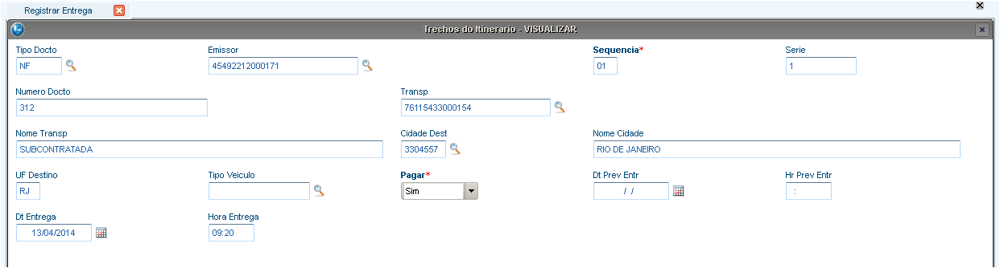 Registrar Entrega
Trechos do Itinerario - VISUALIZAR
Tipo Docto Emissor Sequencia* Serie
NF 45492212000171 01 1
Numero Docto Transp
312 76115433000154
Nome Transp Cidade Dest Nome Cidade
SUBCONTRATADA 3304557 RIO DE JANEIRO
UF Destino Tipo Veiculo Pagar* Dt Prev Entr Hr Prev Entr
RJ Sim / / :
Dt Entrega Hora Entrega
13/04/2014 09:20